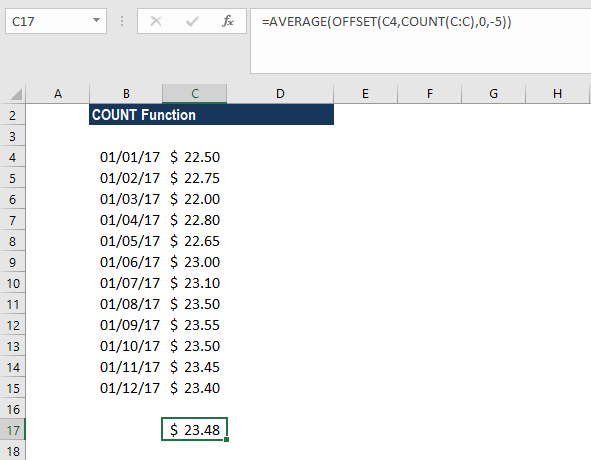 C17 fx =AVERAGE(OFFSET(C4,COUNT(C:C),0,-5))
A B C D E F G H
2 COUNT Function
3
4 01/01/17 $ 22.50
5 01/02/17 $ 22.75
6 01/03/17 $ 22.00
7 01/04/17 $ 22.80
8 01/05/17 $ 22.65
9 01/06/17 $ 23.00
10 01/07/17 $ 23.10
11 01/08/17 $ 23.50
12 01/09/17 $ 23.55
13 01/10/17 $ 23.50
14 01/11/17 $ 23.45
15 01/12/17 $ 23.40
16
17 $ 23.48
18